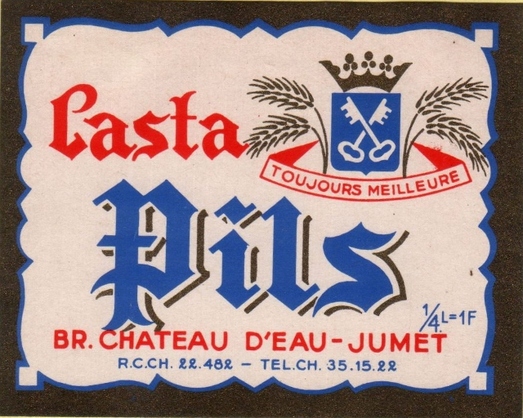 Casta
TOUJOURS MEILLEURE
Pils
1/4 L=1F
BR. CHATEAU D'EAU-JUMET
R.C.CH. 22.482 - TEL.CH. 35.15.22